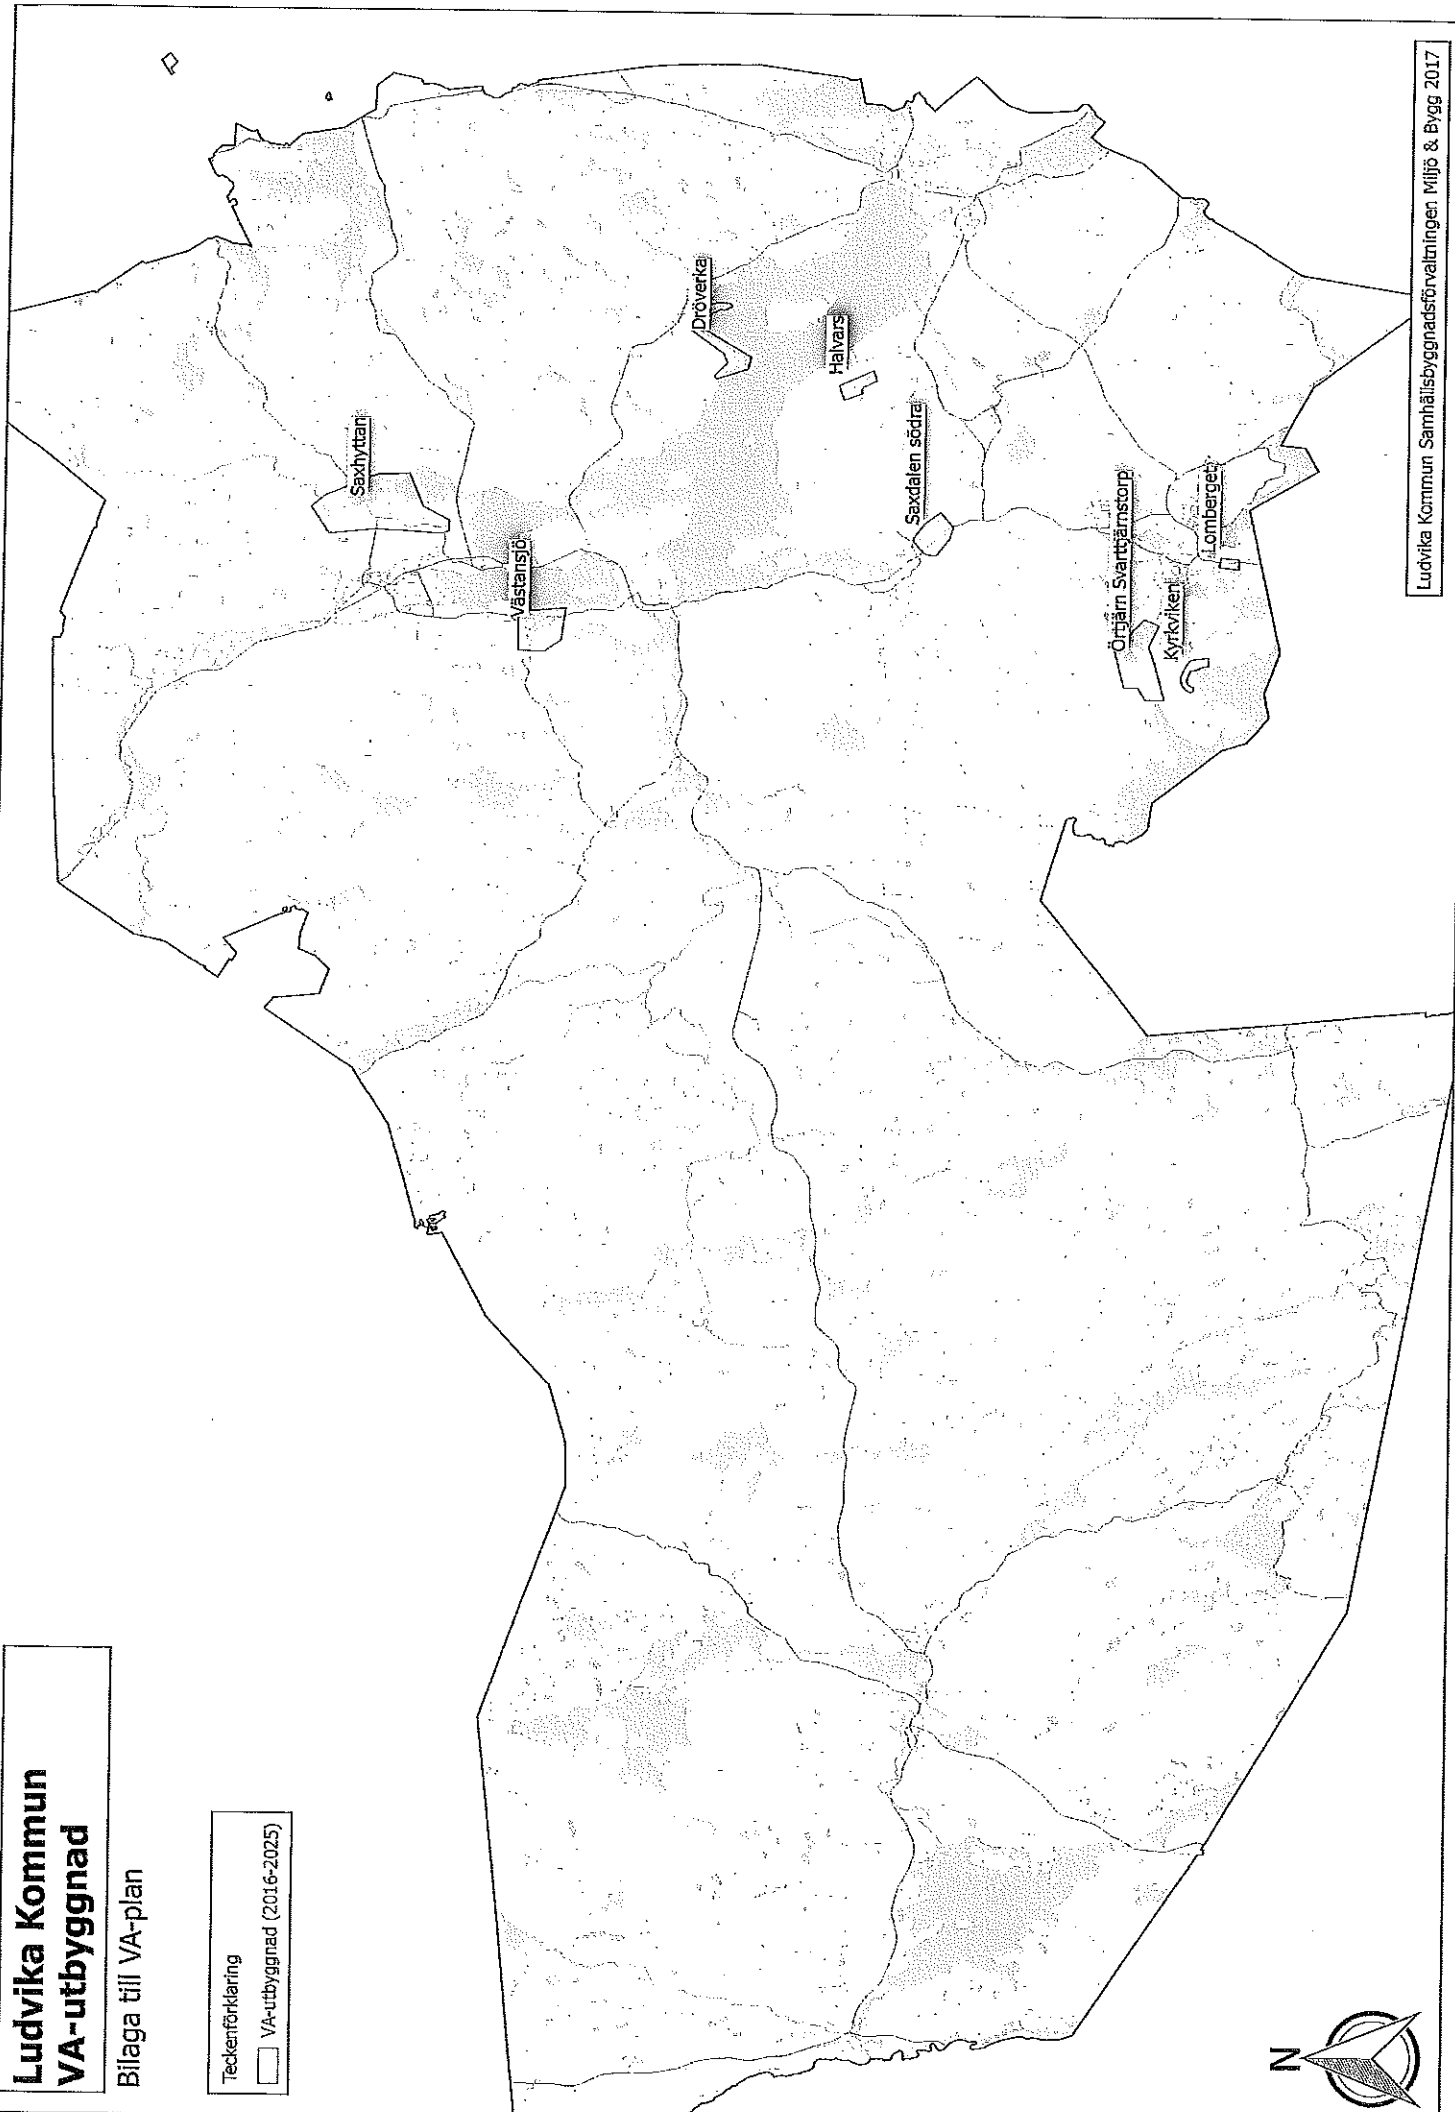 Ludvika Kommun
VA-utbyggnad
Bilaga till VA-plan
Teckenförklaring
VA-utbyggnad (2016-2025)
Saxhyttan
Västansjö
Dröverka
Halvars
Saxdalen södra
Örtjärn Svarttjärnstorp
Kyrkviken
Lomberget
N
Ludvika Kommun Samhällsbyggnadsförvaltningen Miljö & Bygg 2017